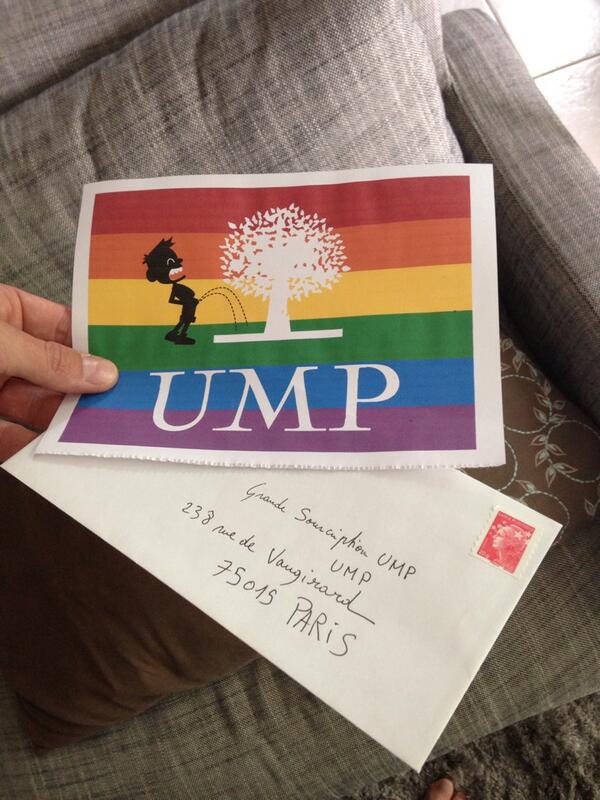 UMP
Grande Souscription UMP
UMP
238 rue de Vaugirard
75015 PARIS